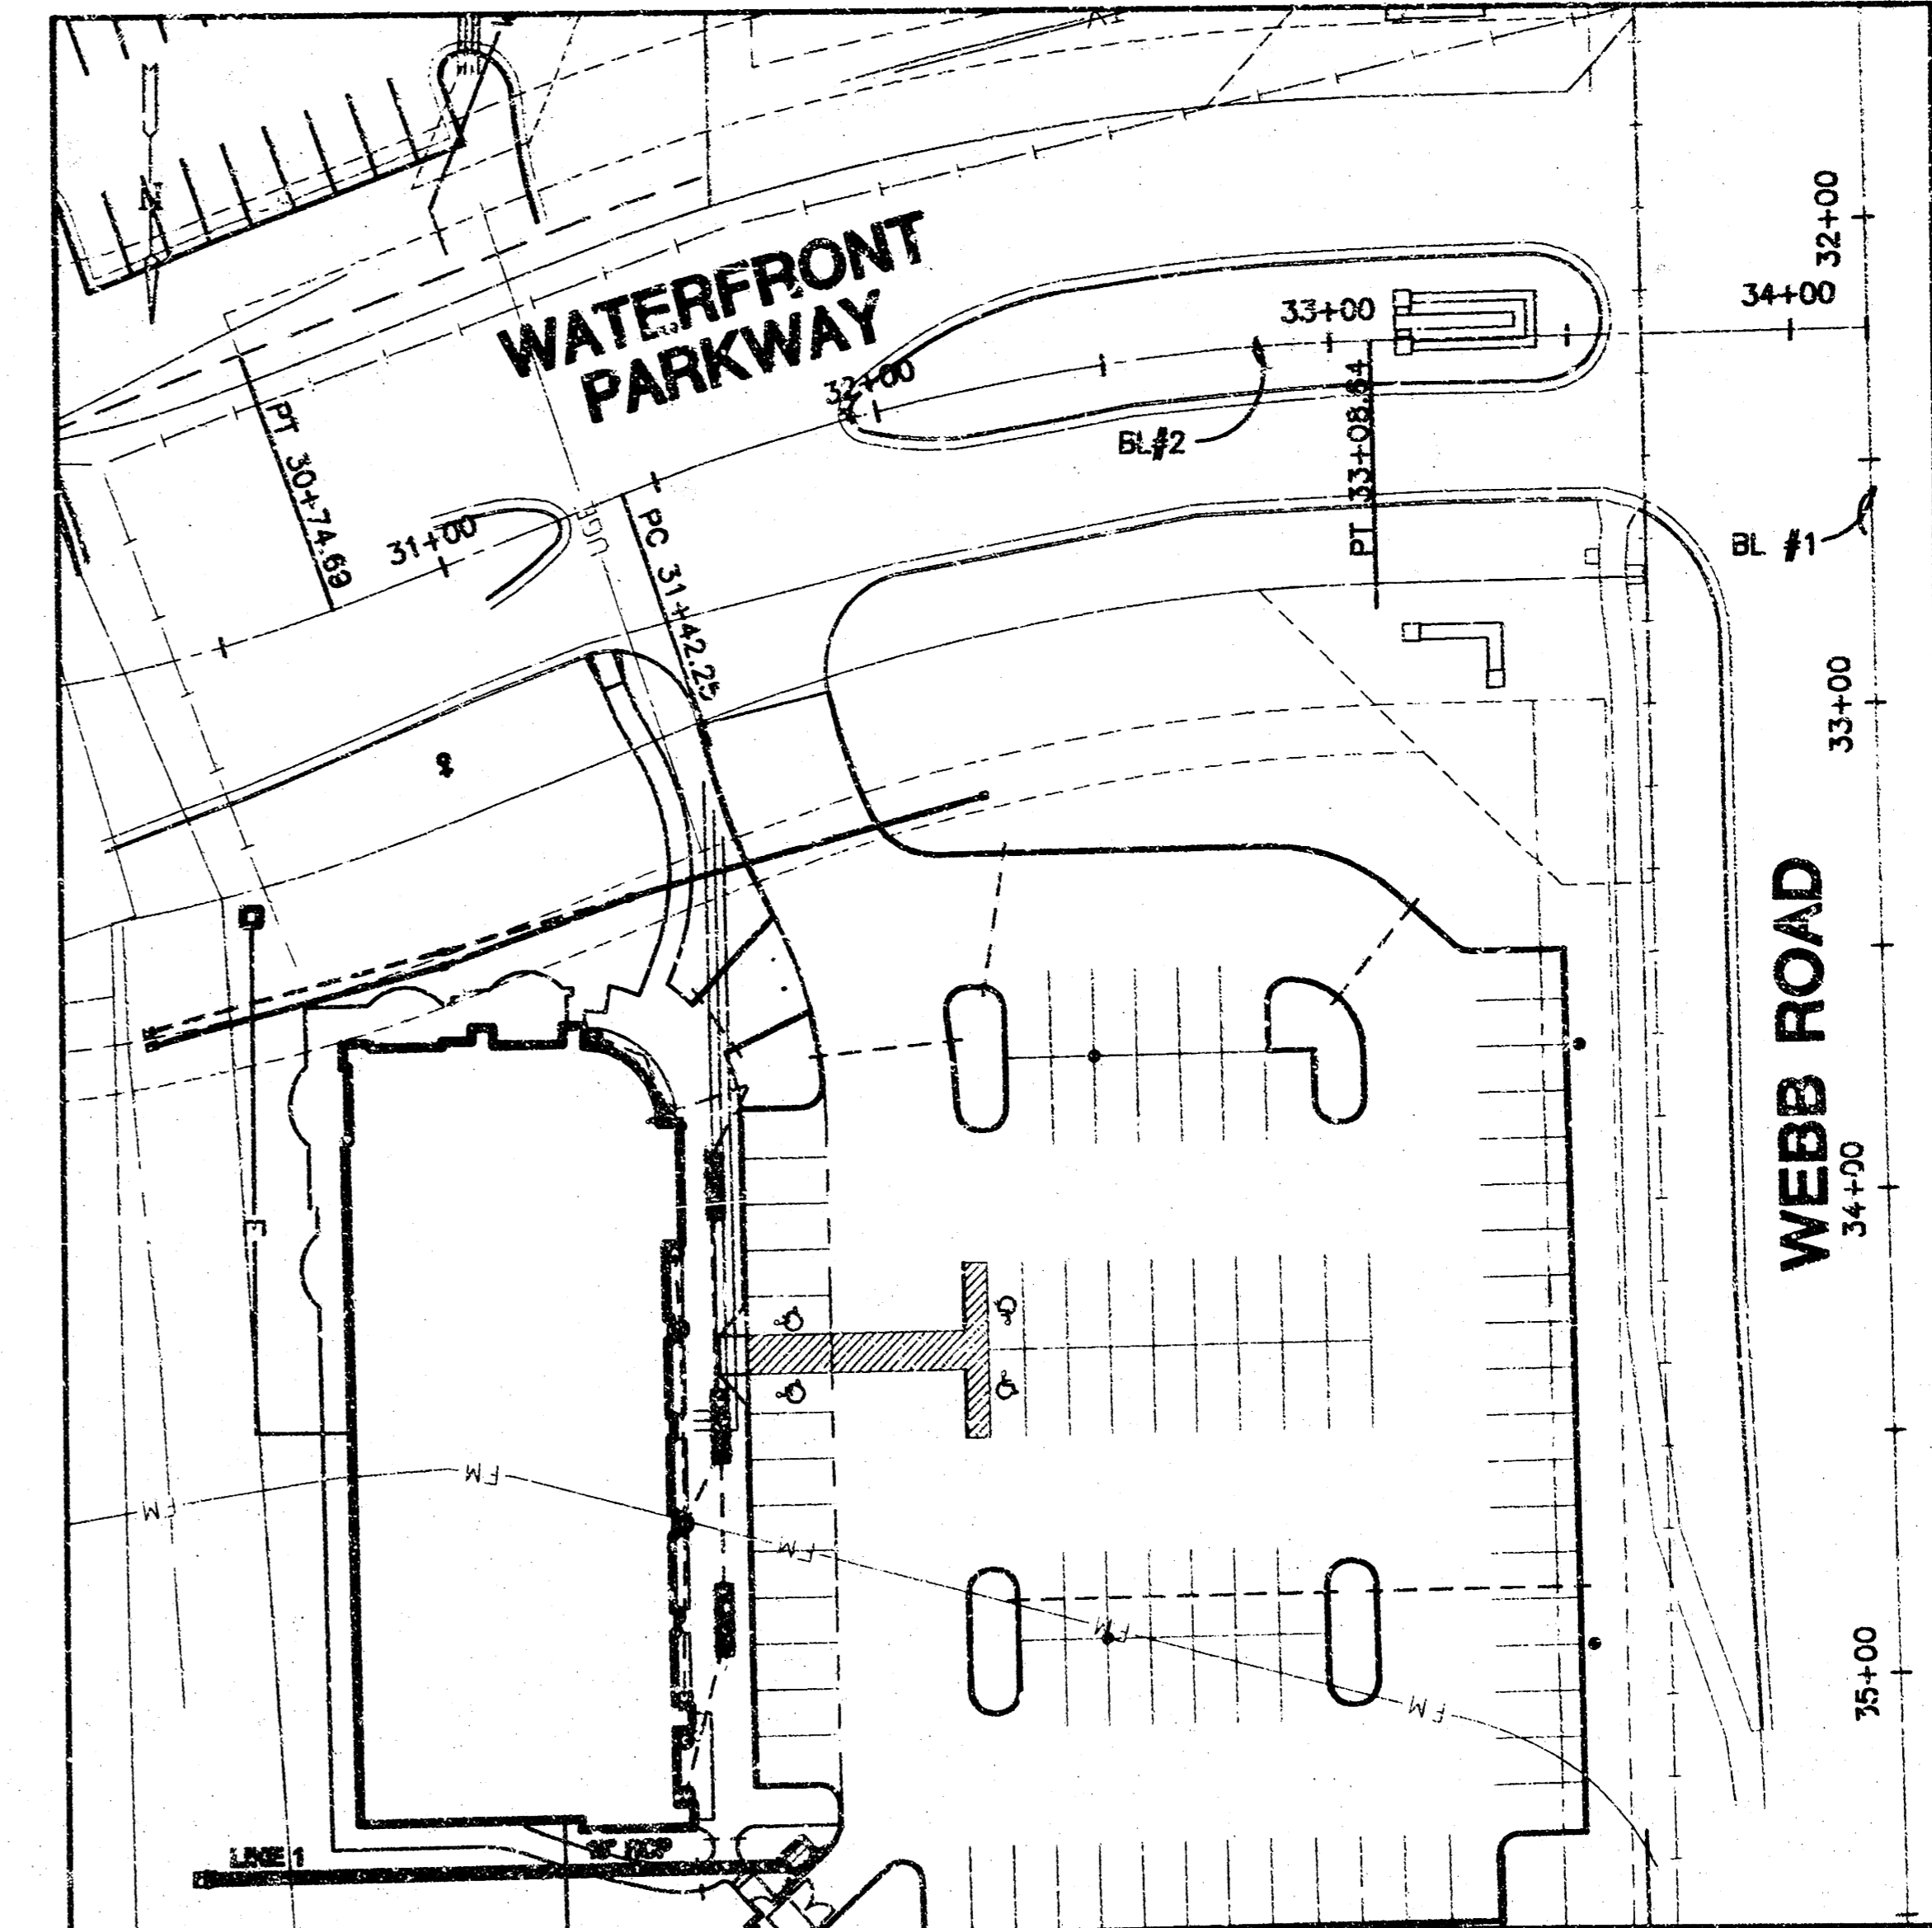 N
32+00
34+00
WATERFRONT
PARKWAY
33+00
32+00
BL#2
PT 33+08.64
PT 30+74.69
31+00
UGE
PC 31+42.25
BL #1
33+00
WEBB ROAD
34+00
E
FM
FM
FM
FM
FM
35+00
LINE 1
RCP